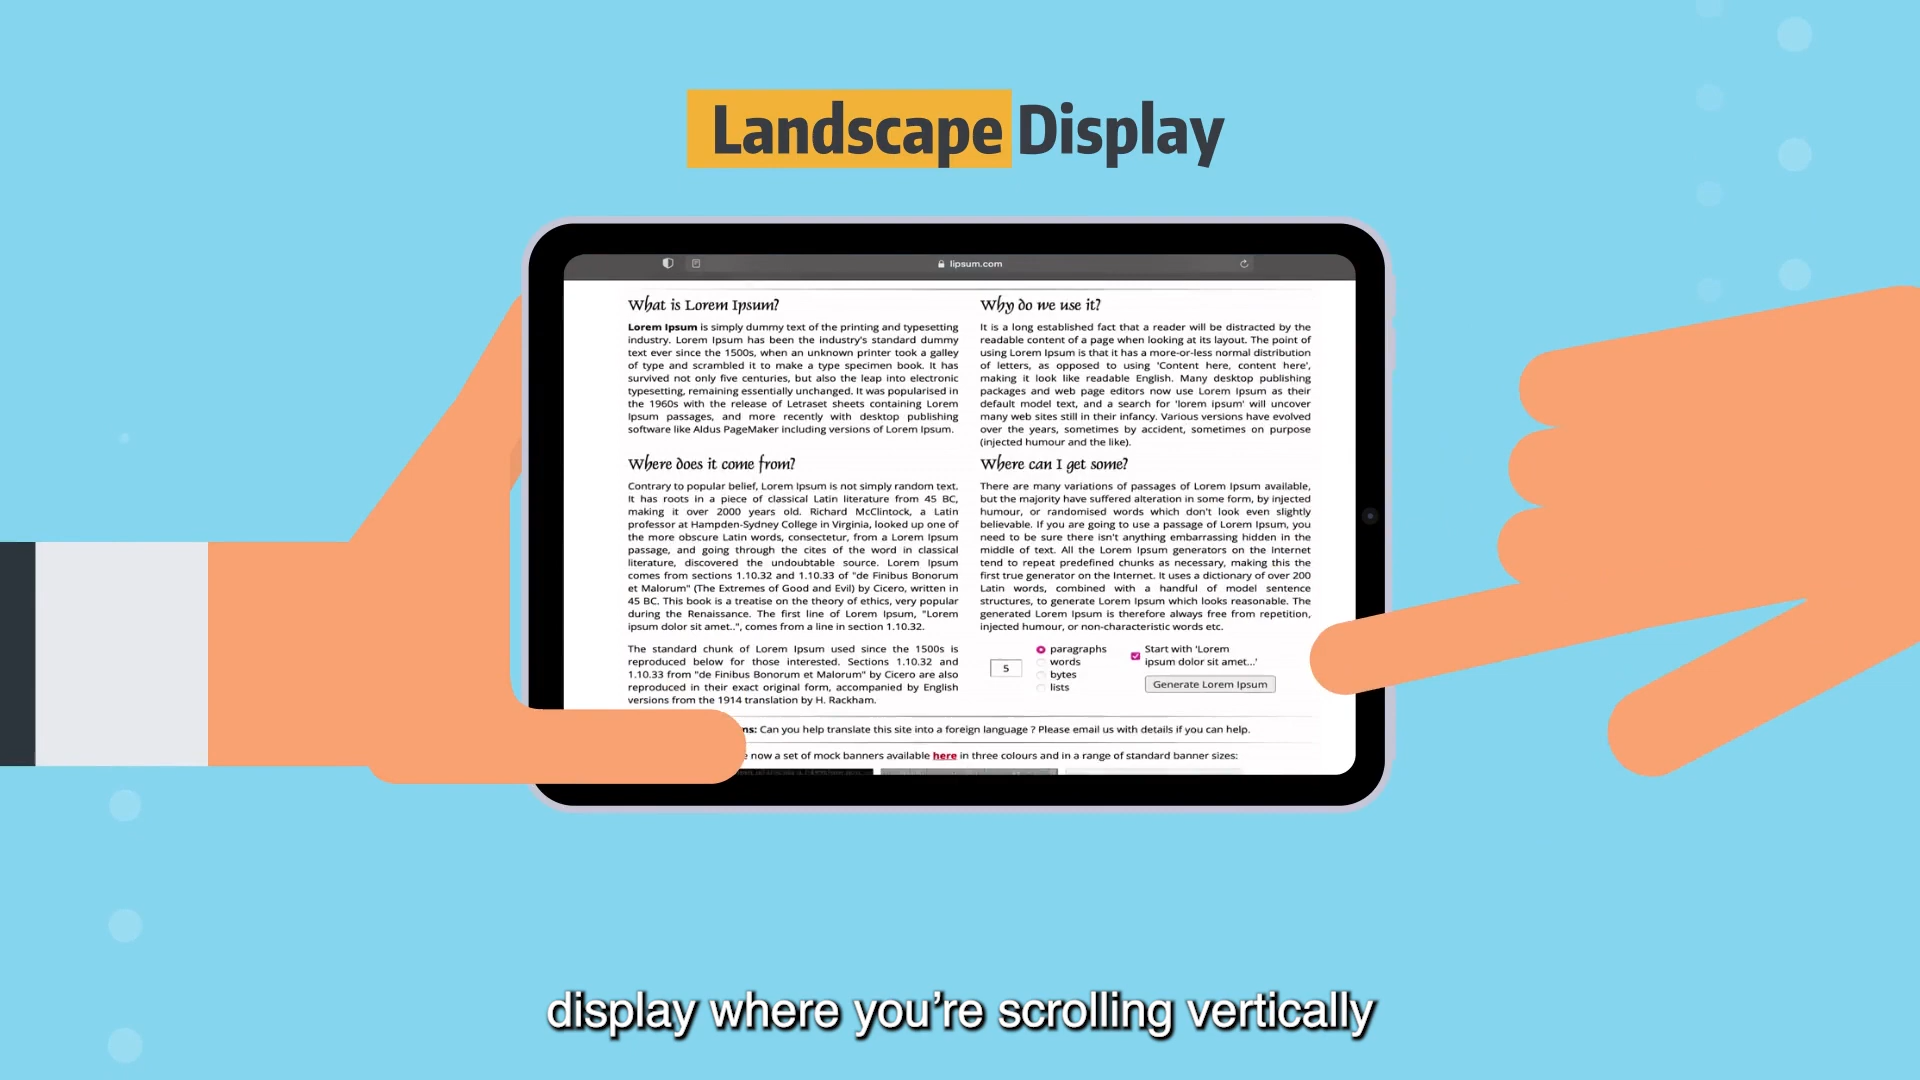 Landscape Display
lipsum.com
What is Lorem Ipsum?
Lorem Ipsum is simply dummy text of the printing and typesetting
industry. Lorem Ipsum has been the industry's standard dummy
text ever since the 1500s, when an unknown printer took a galley
of type and scrambled it to make a type specimen book. It has
survived not only five centuries, but also the leap into electronic
typesetting, remaining essentially unchanged. It was popularised in
the 1960s with the release of Letraset sheets containing Lorem
Ipsum passages, and more recently with desktop publishing
software like Aldus PageMaker including versions of Lorem Ipsum.
Where does it come from?
Contrary to popular belief, Lorem Ipsum is not simply random text.
It has roots in a piece of classical Latin literature from 45 BC,
making it over 2000 years old. Richard McClintock, a Latin
professor at Hampden-Sydney College in Virginia, looked up one of
the more obscure Latin words, consectetur, from a Lorem Ipsum
passage, and going through the cites of the word in classical
literature, discovered the undoubtable source. Lorem Ipsum
comes from sections 1.10.32 and 1.10.33 of "de Finibus Bonorum
et Malorum" (The Extremes of Good and Evil) by Cicero, written in
45 BC. This book is a treatise on the theory of ethics, very popular
during the Renaissance. The first line of Lorem Ipsum, "Lorem
ipsum dolor sit amet..", comes from a line in section 1.10.32.
The standard chunk of Lorem Ipsum used since the 1500s is
reproduced below for those interested. Sections 1.10.32 and
1.10.33 from "de Finibus Bonorum et Malorum" by Cicero are also
reproduced in their exact original form, accompanied by English
versions from the 1914 translation by H. Rackham.
Why do we use it?
It is a long established fact that a reader will be distracted by the
readable content of a page when looking at its layout. The point of
using Lorem Ipsum is that it has a more-or-less normal distribution
of letters, as opposed to using 'Content here, content here',
making it look like readable English. Many desktop publishing
packages and web page editors now use Lorem Ipsum as their
default model text, and a search for 'lorem ipsum' will uncover
many web sites still in their infancy. Various versions have evolved
over the years, sometimes by accident, sometimes on purpose
(injected humour and the like).
Where can I get some?
There are many variations of passages of Lorem Ipsum available,
but the majority have suffered alteration in some form, by injected
humour, or randomised words which don't look even slightly
believable. If you are going to use a passage of Lorem Ipsum, you
need to be sure there isn't anything embarrassing hidden in the
middle of text. All the Lorem Ipsum generators on the Internet
tend to repeat predefined chunks as necessary, making this the
first true generator on the Internet. It uses a dictionary of over 200
Latin words, combined with a handful of model sentence
structures, to generate Lorem Ipsum which looks reasonable. The
generated Lorem Ipsum is therefore always free from repetition,
injected humour, or non-characteristic words etc.
5
paragraphs
words
bytes
lists
Start with 'Lorem
ipsum dolor sit amet...'
Generate Lorem Ipsum
Can you help translate this site into a foreign language ? Please email us with details if you can help.
now a set of mock banners available here in three colours and in a range of standard banner sizes:
display where you're scrolling vertically